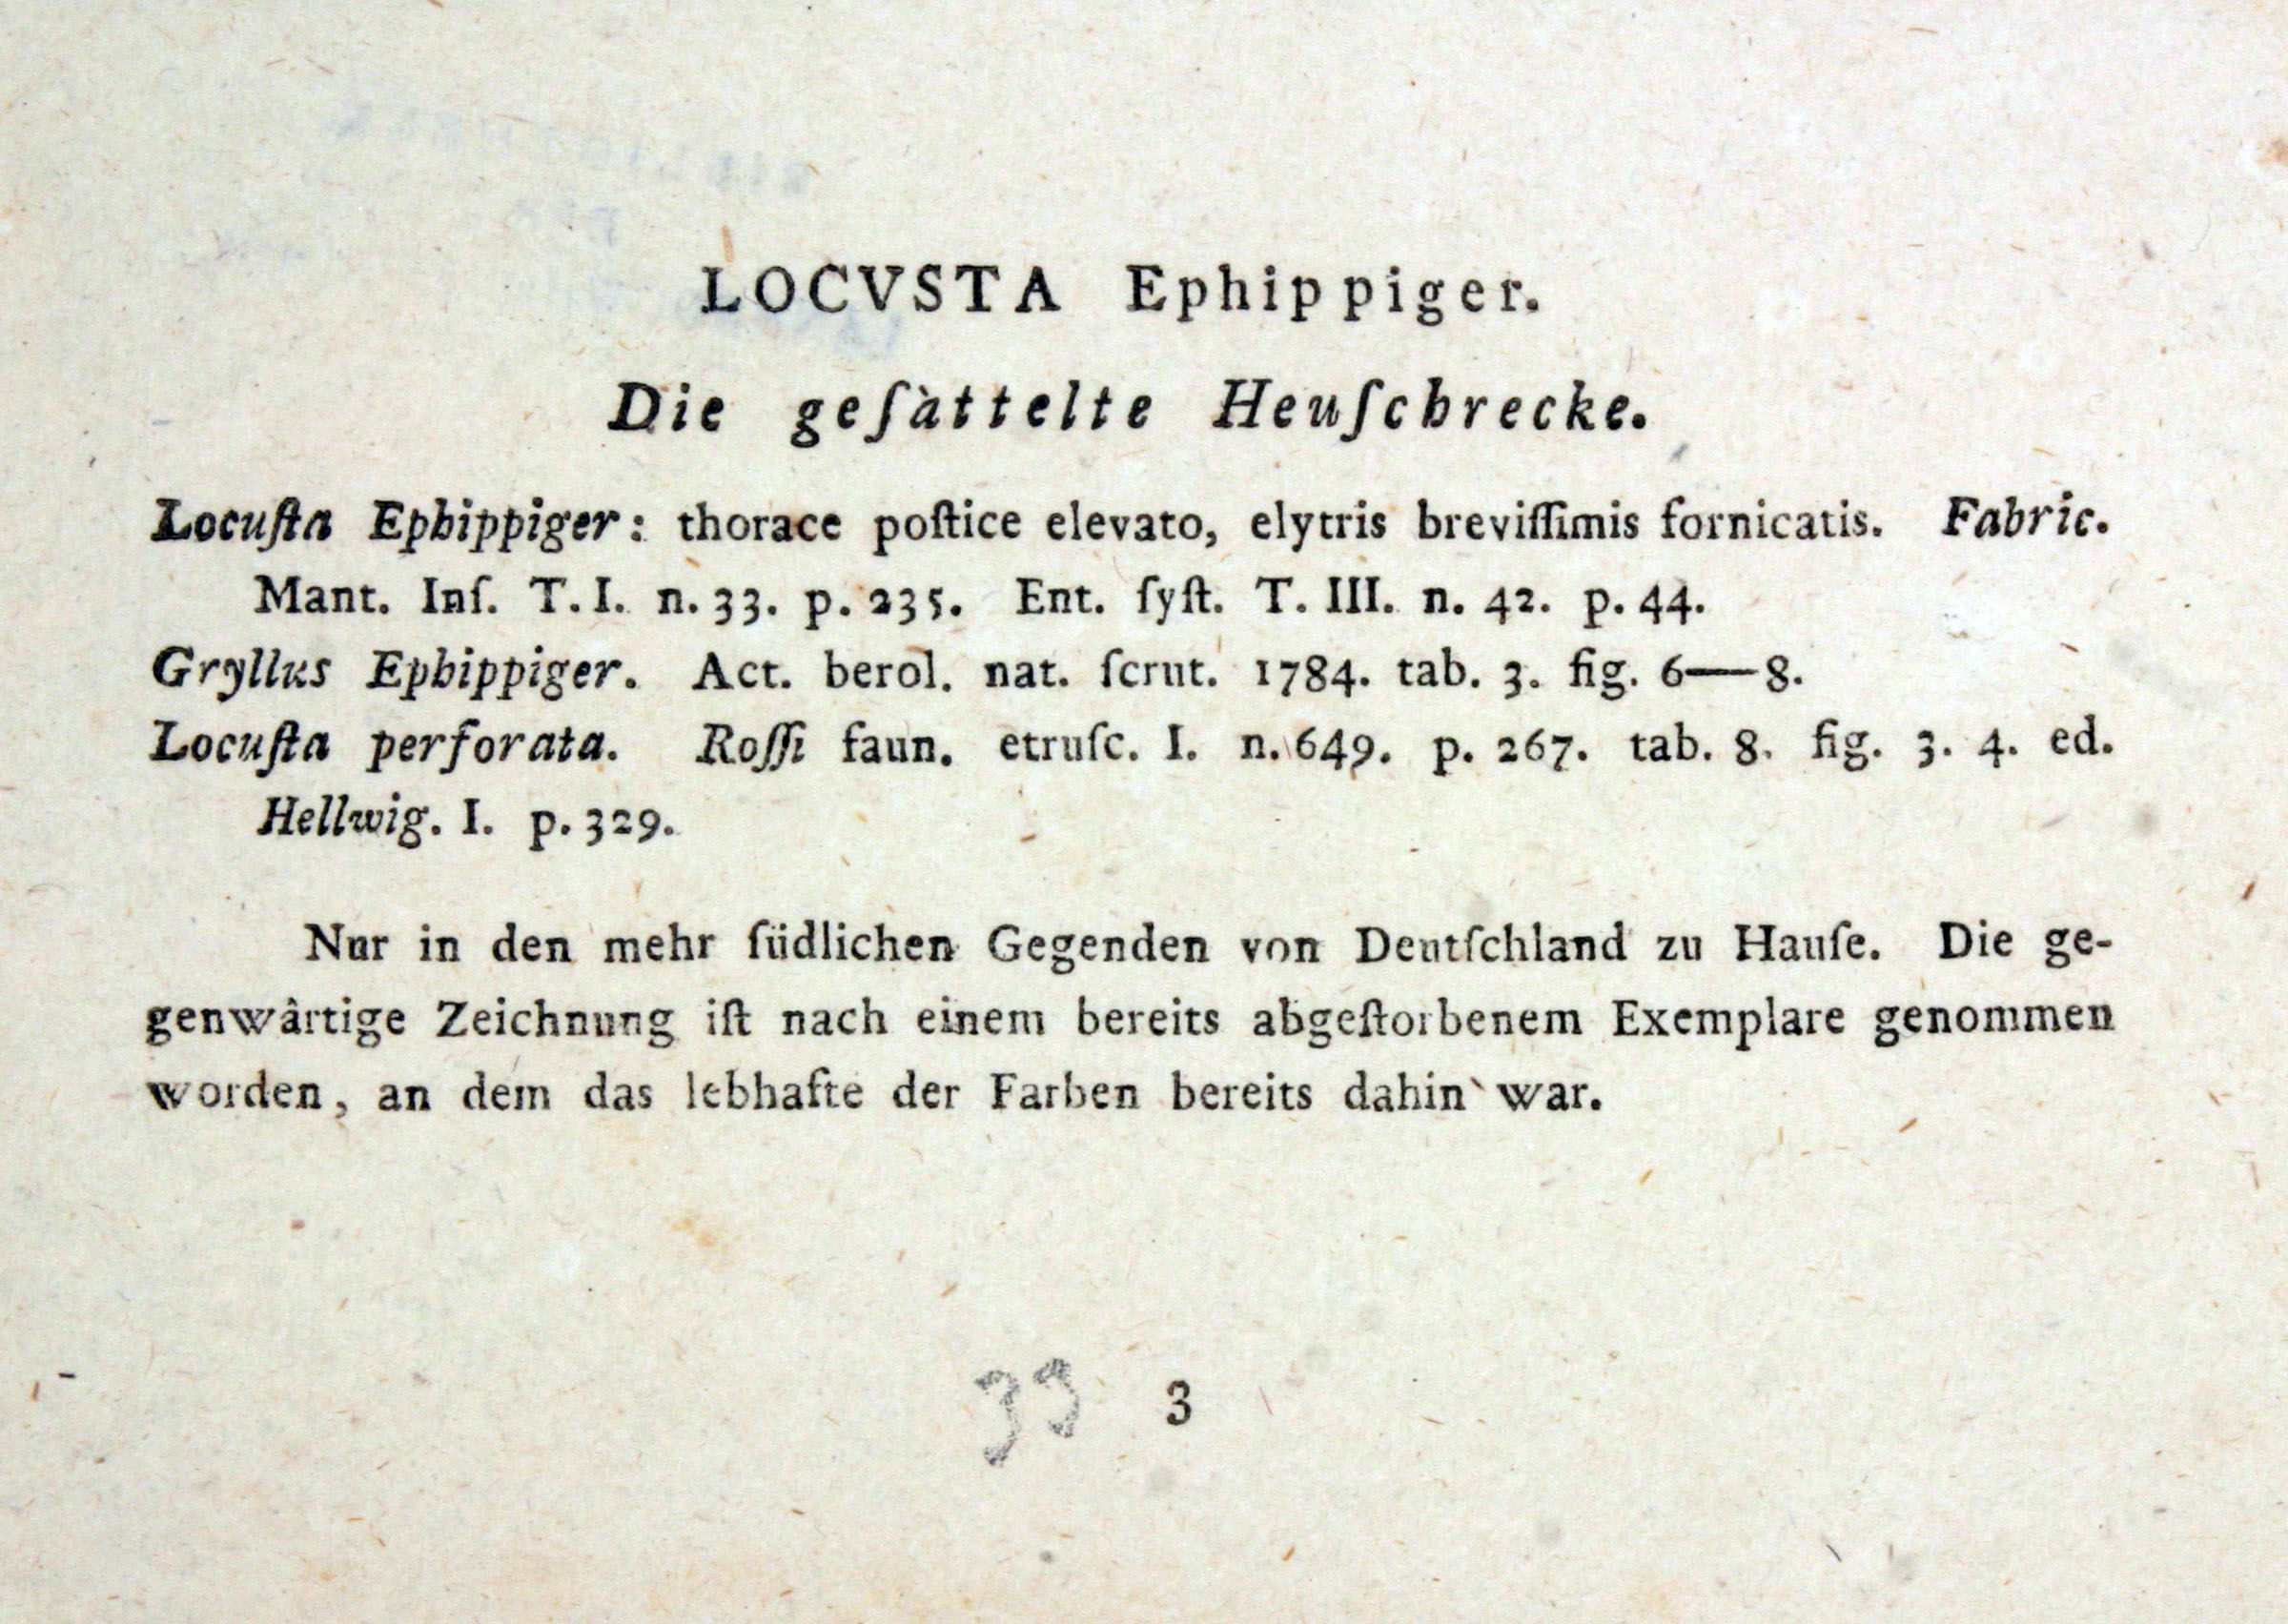 LOCVSTA Ephippiger.
Die geſàttelte Heuſchrecke.
Locuſta Ephippiger: thorace poſtice elevato, elytris breviſſimis fornicatis. Fabric.
Mant. Inſ. T. I. n. 33. p. 235. Ent. ſyſt. T. III. n. 42. p. 44.
Gryllus Ephippiger. Act. berol. nat. ſcrut. 1784. tab. 3. fig. 6—8.
Locuſta perforata. Roſſi faun. etruſc. I. n. 649. p. 267. tab. 8. fig. 3. 4. ed.
Hellwig. I. p. 329.
Nur in den mehr ſüdlichen Gegenden von Deutſchland zu Hauſe. Die ge-
genwârtige Zeichnung iſt nach einem bereits abgeſtorbenem Exemplare genommen
worden, an dem das lebhafte der Farben bereits dahin war.
39 3